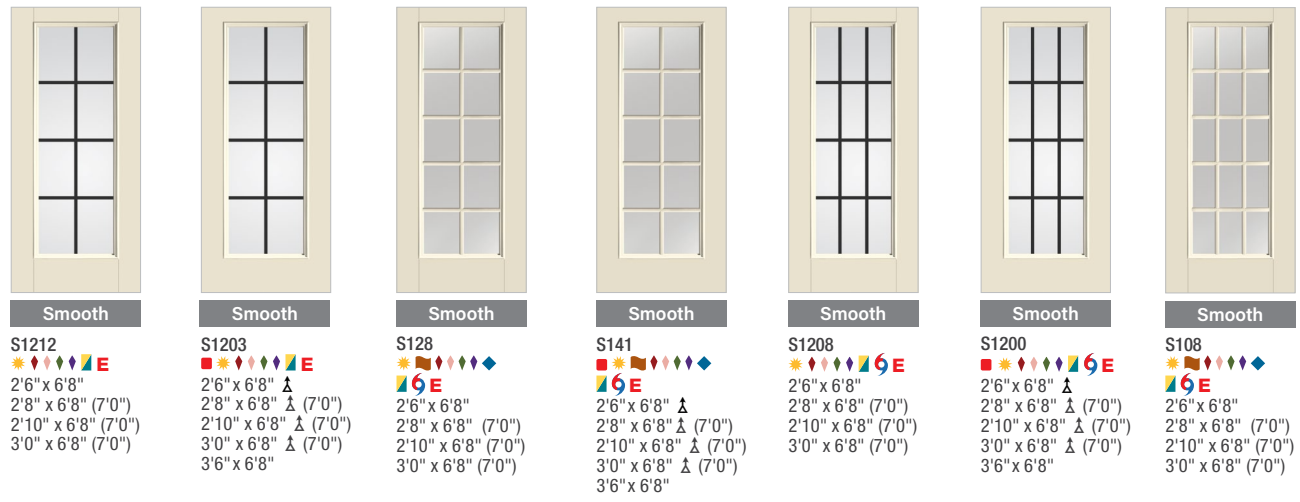 Smooth
S1212
E
2'6" x 6'8"
2'8" x 6'8" (7'0")
2'10" x 6'8" (7'0")
3'0" x 6'8" (7'0")
Smooth
S1203
E
2'6" x 6'8"
2'8" x 6'8" (7'0")
2'10" x 6'8" (7'0")
3'0" x 6'8" (7'0")
3'6" x 6'8"
Smooth
S128
E
2'6" x 6'8"
2'8" x 6'8" (7'0")
2'10" x 6'8" (7'0")
3'0" x 6'8" (7'0")
Smooth
S141
E
2'6" x 6'8"
2'8" x 6'8" (7'0")
2'10" x 6'8" (7'0")
3'0" x 6'8" (7'0")
3'6" x 6'8"
Smooth
S1208
E
2'6" x 6'8"
2'8" x 6'8" (7'0")
2'10" x 6'8" (7'0")
3'0" x 6'8" (7'0")
Smooth
S1200
E
2'6" x 6'8"
2'8" x 6'8" (7'0")
2'10" x 6'8" (7'0")
3'0" x 6'8" (7'0")
3'6" x 6'8"
Smooth
S108
E
2'6" x 6'8"
2'8" x 6'8" (7'0")
2'10" x 6'8" (7'0")
3'0" x 6'8" (7'0")